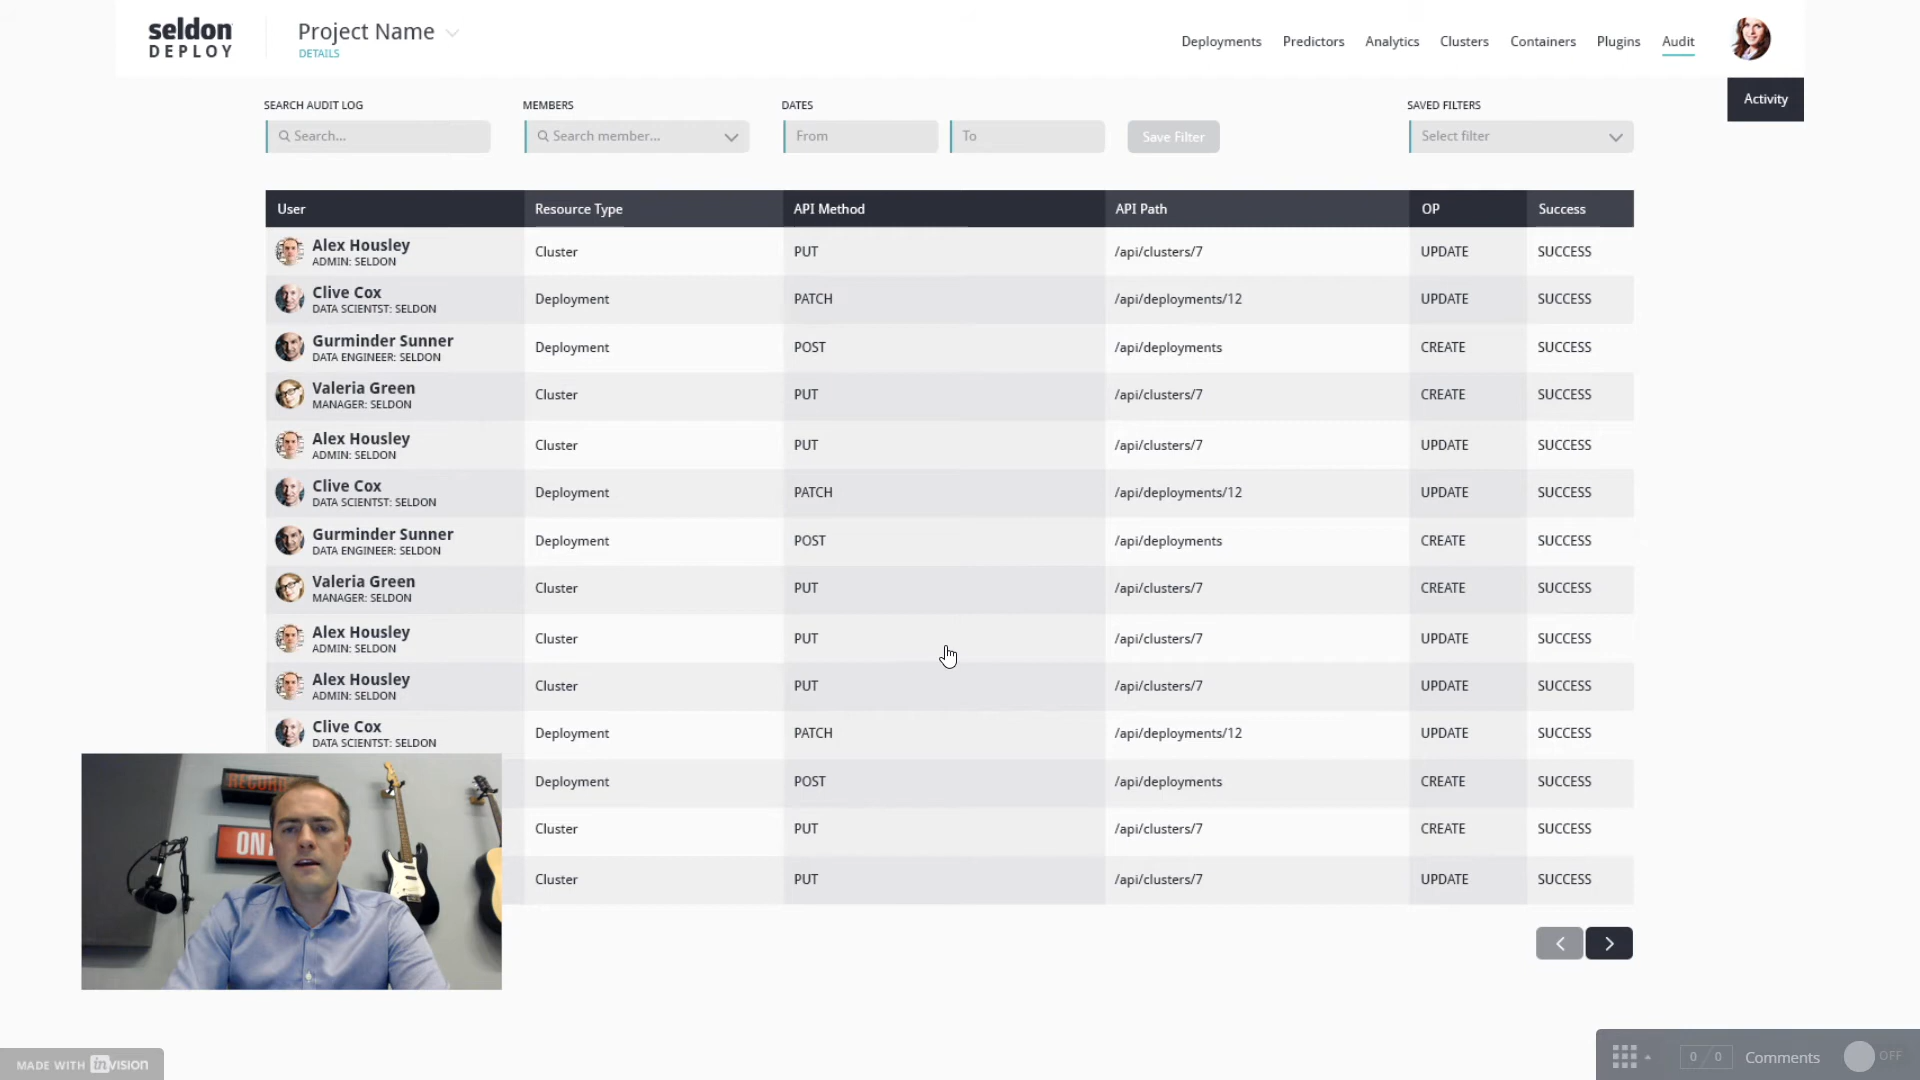 seldon
DEPLOY
Project Name
DETAILS
Deployments Predictors Analytics Clusters Containers Plugins Audit
Activity
SEARCH AUDIT LOG MEMBERS DATES SAVED FILTERS
Search... Search member... From To Save Filter Select filter
User Resource Type API Method API Path OP Success
Alex Housley
ADMIN: SELDON
Cluster PUT /api/clusters/7 UPDATE SUCCESS
Clive Cox
DATA SCIENTST: SELDON
Deployment PATCH /api/deployments/12 UPDATE SUCCESS
Gurminder Sunner
DATA ENGINEER: SELDON
Deployment POST /api/deployments CREATE SUCCESS
Valeria Green
MANAGER: SELDON
Cluster PUT /api/clusters/7 CREATE SUCCESS
Alex Housley
ADMIN: SELDON
Cluster PUT /api/clusters/7 UPDATE SUCCESS
Clive Cox
DATA SCIENTST: SELDON
Deployment PATCH /api/deployments/12 UPDATE SUCCESS
Gurminder Sunner
DATA ENGINEER: SELDON
Deployment POST /api/deployments CREATE SUCCESS
Valeria Green
MANAGER: SELDON
Cluster PUT /api/clusters/7 CREATE SUCCESS
Alex Housley
ADMIN: SELDON
Cluster PUT /api/clusters/7 UPDATE SUCCESS
Alex Housley
ADMIN: SELDON
Cluster PUT /api/clusters/7 UPDATE SUCCESS
Clive Cox
DATA SCIENTST: SELDON
Deployment PATCH /api/deployments/12 UPDATE SUCCESS
Deployment POST /api/deployments CREATE SUCCESS
Cluster PUT /api/clusters/7 CREATE SUCCESS
Cluster PUT /api/clusters/7 UPDATE SUCCESS
RECORD
ON
MADE WITH invision
0 / 0 Comments OFF